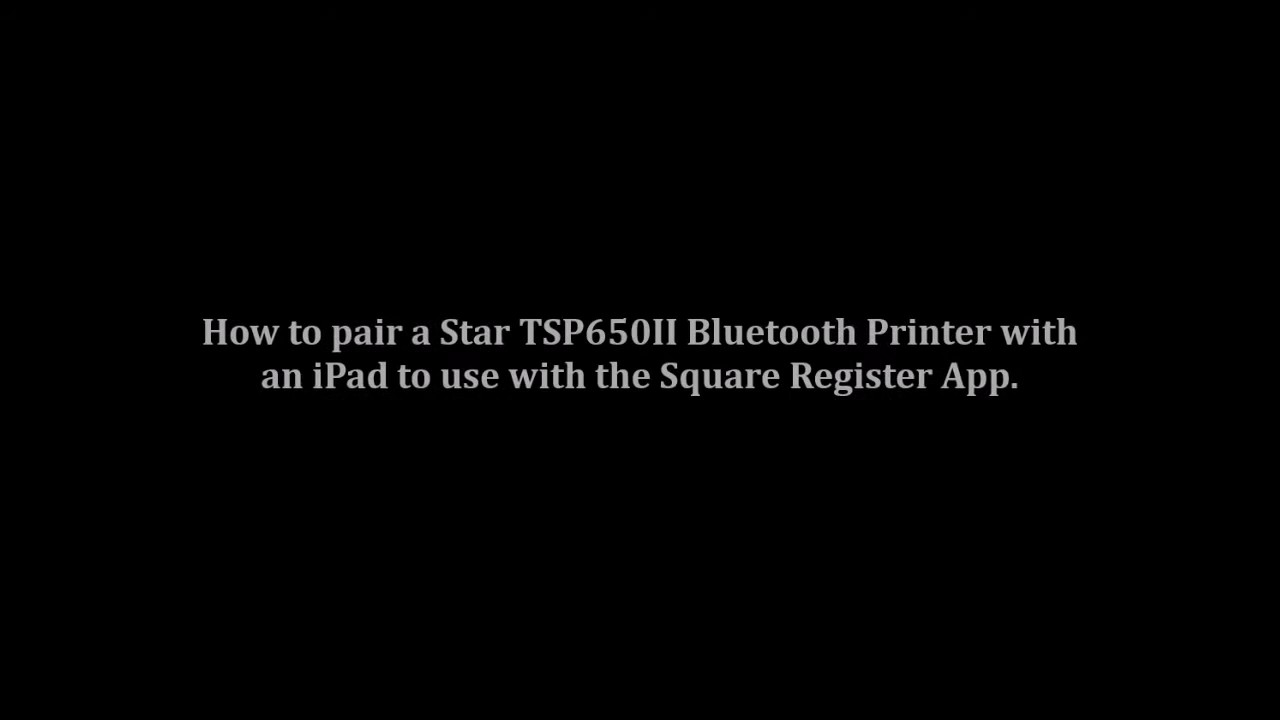 How to pair a Star TSP650II Bluetooth Printer with
an iPad to use with the Square Register App.